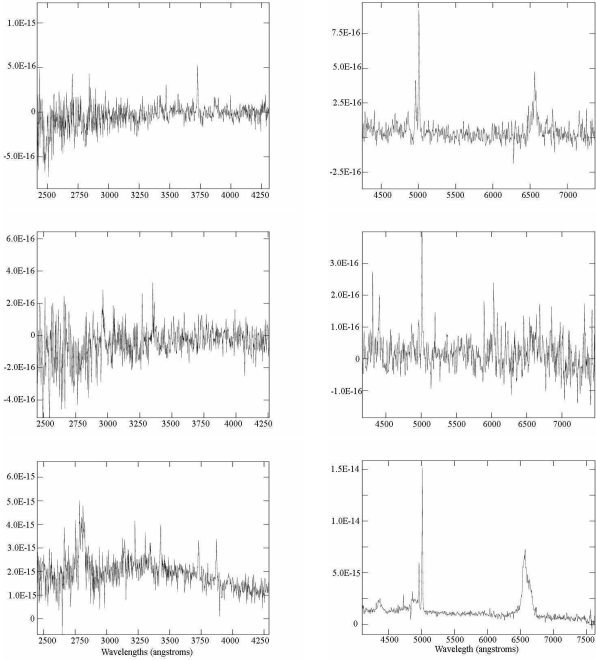 1.0E-15
5.0E-16
0
-5.0E-16
2500 2750 3000 3250 3500 3750 4000 4250
7.5E-16
5.0E-16
2.5E-16
0
-2.5E-16
4500 5000 5500 6000 6500 7000
6.0E-16
4.0E-16
2.0E-16
0
-2.0E-16
-4.0E-16
2500 2750 3000 3250 3500 3750 4000 4250
3.0E-16
2.0E-16
1.0E-16
0
-1.0E-16
4500 5000 5500 6000 6500 7000
6.0E-15
5.0E-15
4.0E-15
3.0E-15
2.0E-15
1.0E-15
0
2500 2750 3000 3250 3500 3750 4000 4250
Wavelengths (angstroms)
1.5E-14
1.0E-14
5.0E-15
0
4500 5000 5500 6000 6500 7000 7500
Wavelegth (angstroms)